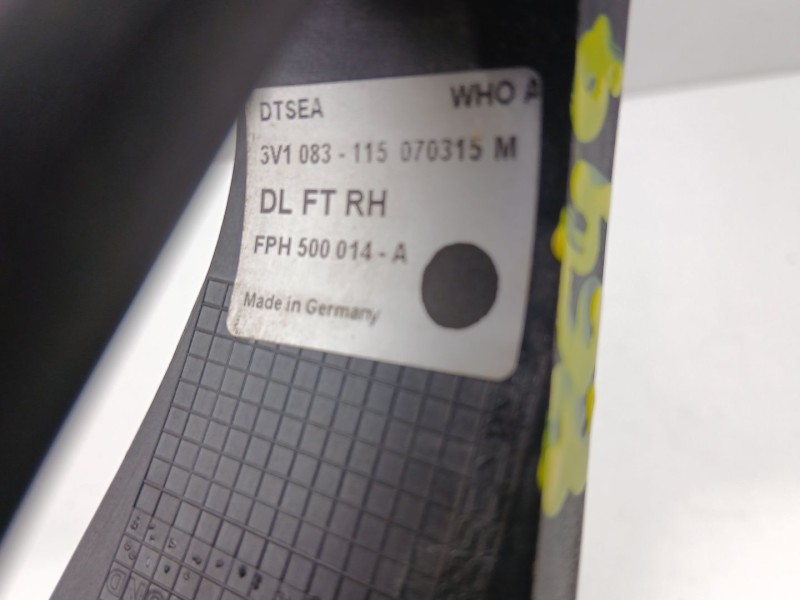 DTSEA WHO A
3V1 083 - 115 070315 M
DL FT RH
FPH 500 014 - A
Made in Germany